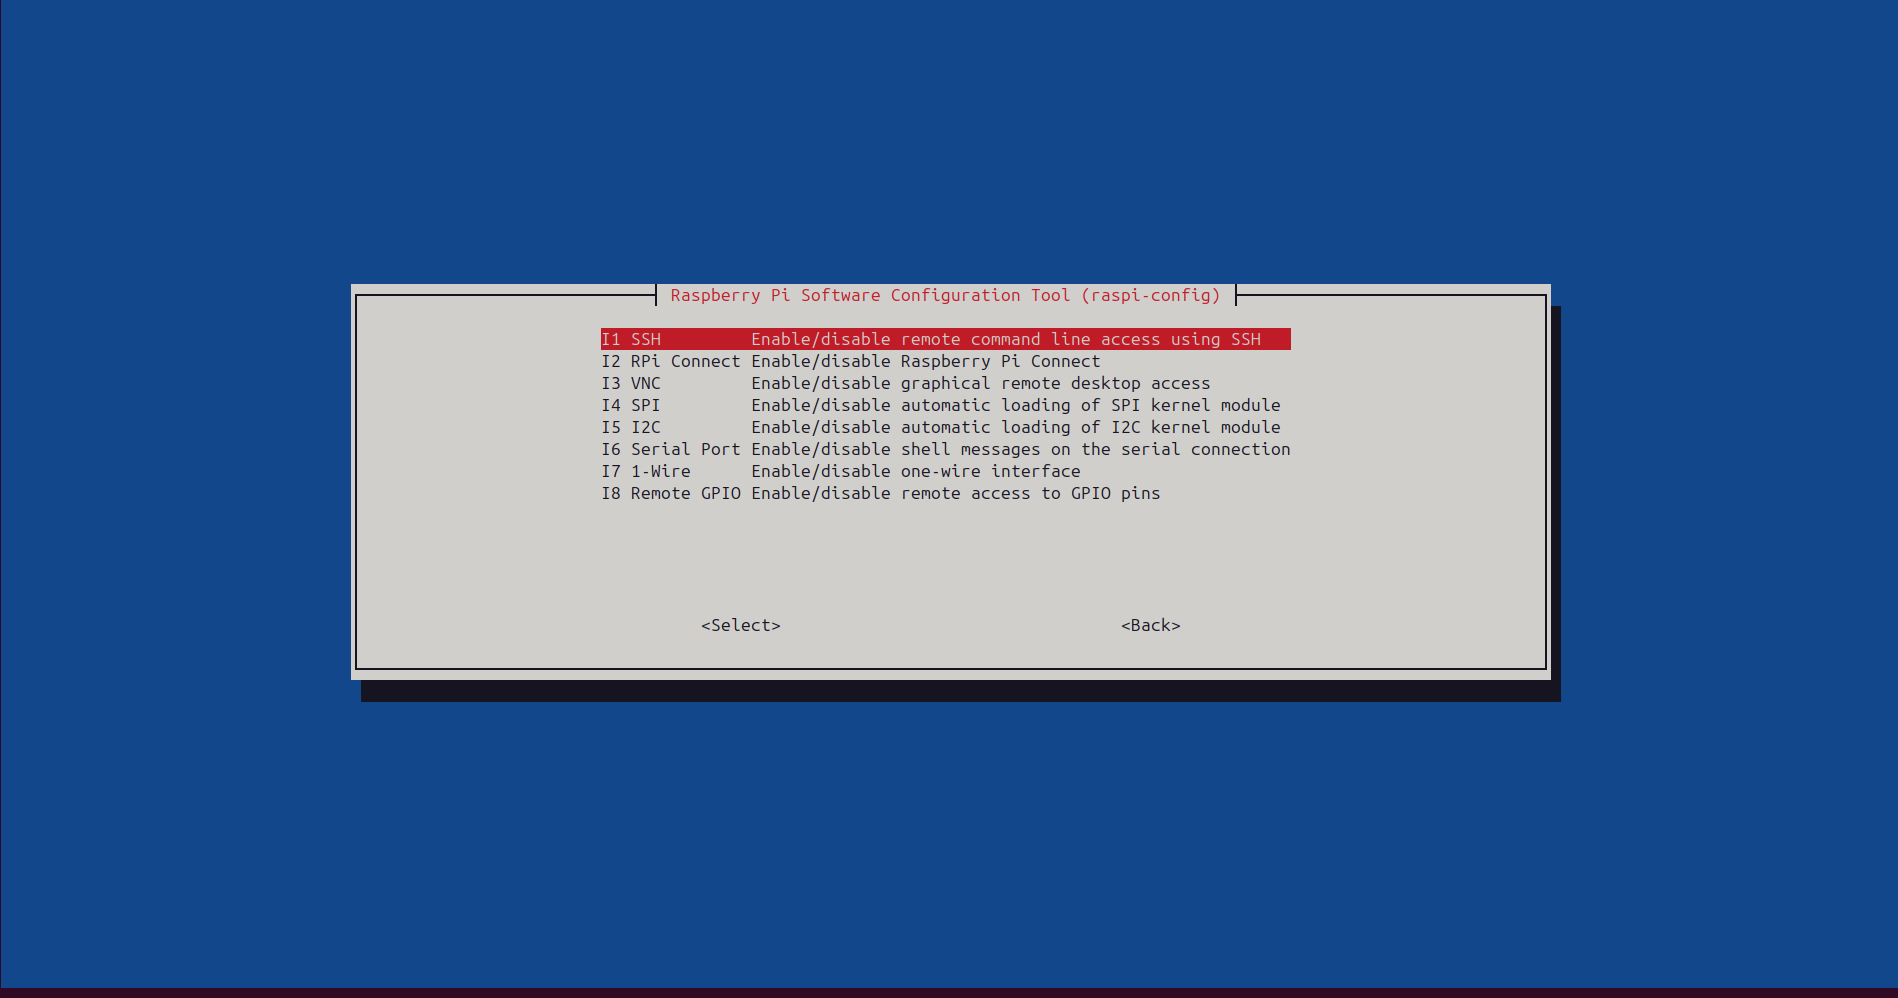 Raspberry Pi Software Configuration Tool (raspi-config)
I1 SSH         Enable/disable remote command line access using SSH
I2 RPi Connect Enable/disable Raspberry Pi Connect
I3 VNC         Enable/disable graphical remote desktop access
I4 SPI         Enable/disable automatic loading of SPI kernel module
I5 I2C         Enable/disable automatic loading of I2C kernel module
I6 Serial Port Enable/disable shell messages on the serial connection
I7 1-Wire      Enable/disable one-wire interface
I8 Remote GPIO Enable/disable remote access to GPIO pins
<Select> <Back>